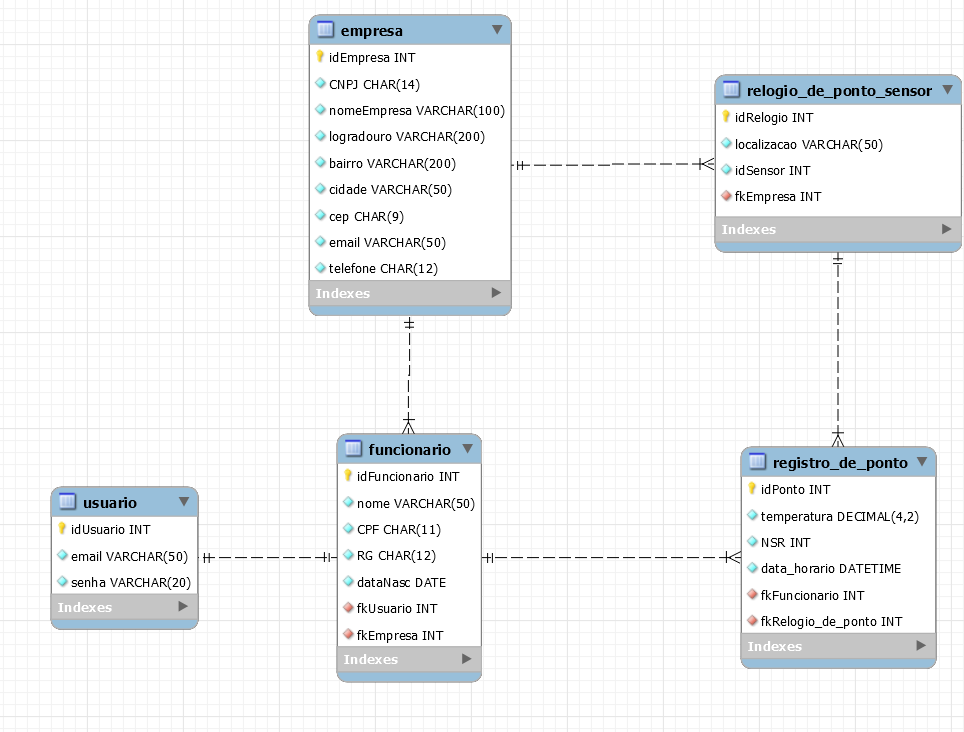 empresa
idEmpresa INT
CNPJ CHAR(14)
nomeEmpresa VARCHAR(100)
logradouro VARCHAR(200)
bairro VARCHAR(200)
cidade VARCHAR(50)
cep CHAR(9)
email VARCHAR(50)
telefone CHAR(12)
Indexes
relogio_de_ponto_sensor
idRelogio INT
localizacao VARCHAR(50)
idSensor INT
fkEmpresa INT
Indexes
usuario
idUsuario INT
email VARCHAR(50)
senha VARCHAR(20)
Indexes
funcionario
idFuncionario INT
nome VARCHAR(50)
CPF CHAR(11)
RG CHAR(12)
dataNasc DATE
fkUsuario INT
fkEmpresa INT
Indexes
registro_de_ponto
idPonto INT
temperatura DECIMAL(4,2)
NSR INT
data_horario DATETIME
fkFuncionario INT
fkRelogio_de_ponto INT
Indexes